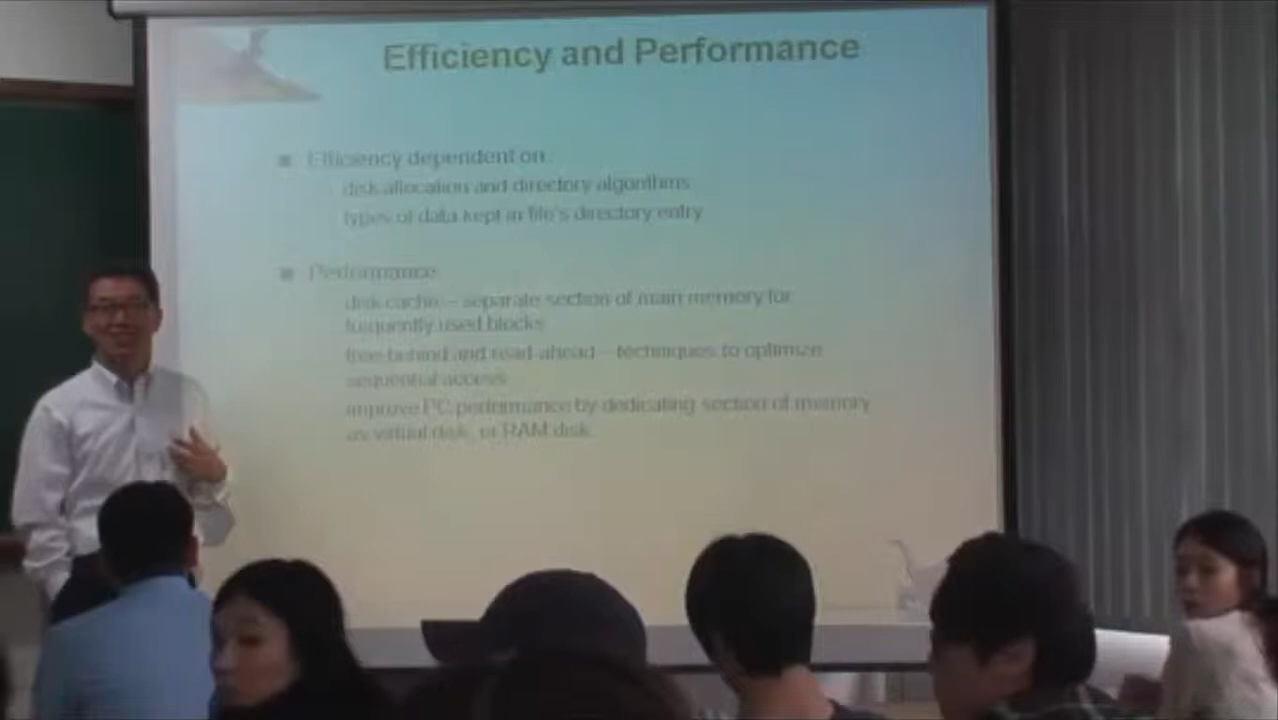 Efficiency and Performance
Efficiency dependent on:
disk allocation and directory algorithms
types of data kept in file's directory entry
Performance
disk cache – separate section of main memory for
frequently used blocks
free-behind and read-ahead – techniques to optimize
sequential access
improve PC performance by dedicating section of memory
as virtual disk, or RAM disk